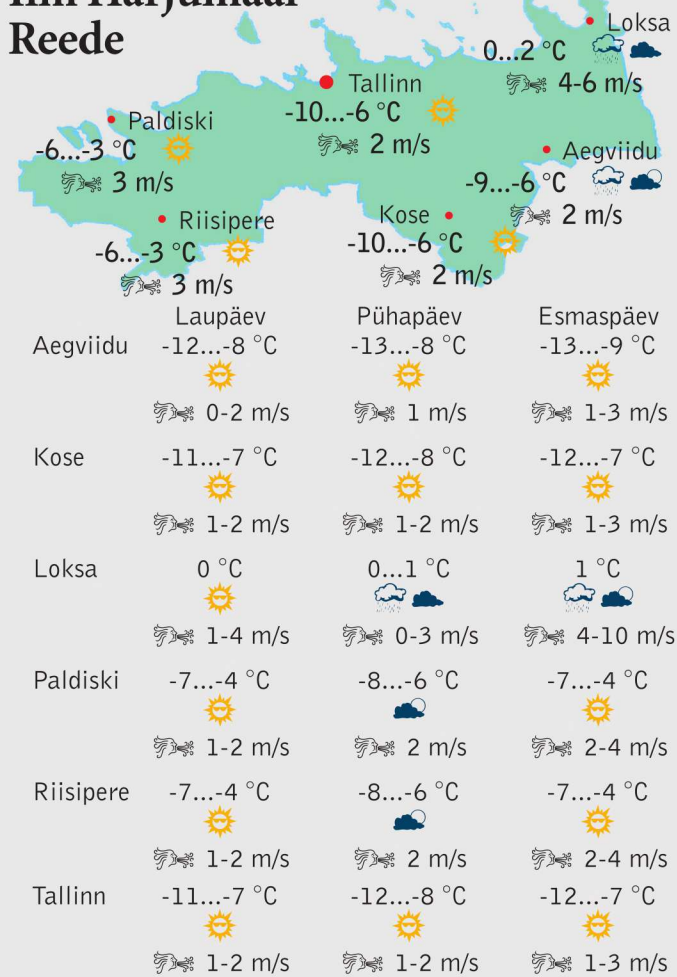 Ilm Harjumaal
Reede
Loksa
0...2 °C
4-6 m/s
Tallinn
-10...-6 °C
2 m/s
Paldiski
-6...-3 °C
3 m/s
Aegviidu
-9...-6 °C
2 m/s
Riisipere
-6...-3 °C
3 m/s
Kose
-10...-6 °C
2 m/s
Laupäev Pühapäev Esmaspäev
Aegviidu -12...-8 °C -13...-8 °C -13...-9 °C
0-2 m/s 1 m/s 1-3 m/s
Kose -11...-7 °C -12...-8 °C -12...-7 °C
1-2 m/s 1-2 m/s 1-3 m/s
Loksa 0 °C 0...1 °C 1 °C
1-4 m/s 0-3 m/s 4-10 m/s
Paldiski -7...-4 °C -8...-6 °C -7...-4 °C
1-2 m/s 2 m/s 2-4 m/s
Riisipere -7...-4 °C -8...-6 °C -7...-4 °C
1-2 m/s 2 m/s 2-4 m/s
Tallinn -11...-7 °C -12...-8 °C -12...-7 °C
1-2 m/s 1-2 m/s 1-3 m/s